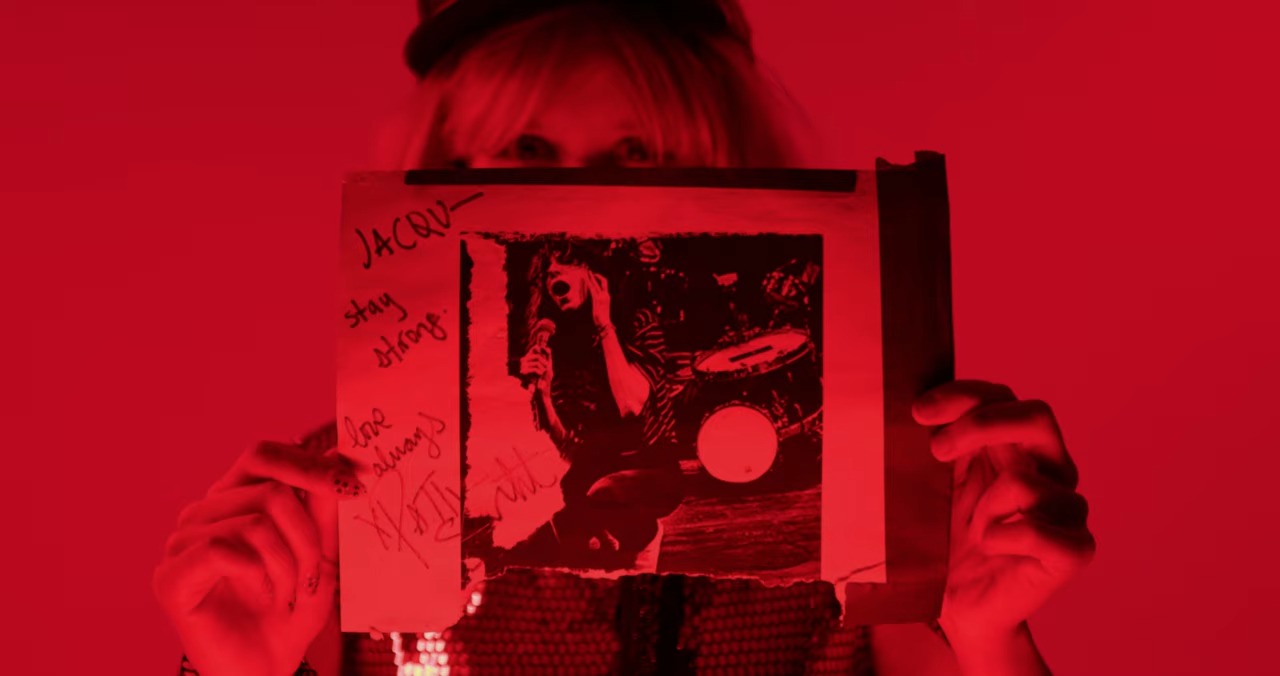 JACQU—
stay
strong.
love
always